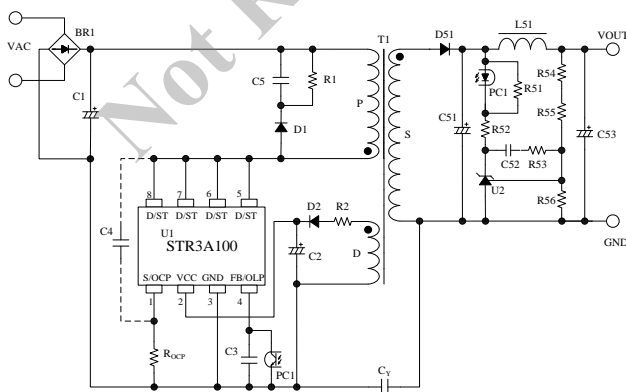 Not R
BR1
VAC
C1
C5
R1
D1
P
T1
S
D51
L51
VOUT
PC1
R51
R54
R55
C51
R52
C52
R53
C53
U2
R56
GND
C4
8
7
6
5
D/ST
D/ST
D/ST
D/ST
U1
STR3A100
S/OCP
VCC
GND
FB/OLP
1
2
3
4
D2
R2
C2
D
ROCP
C3
PC1
CY